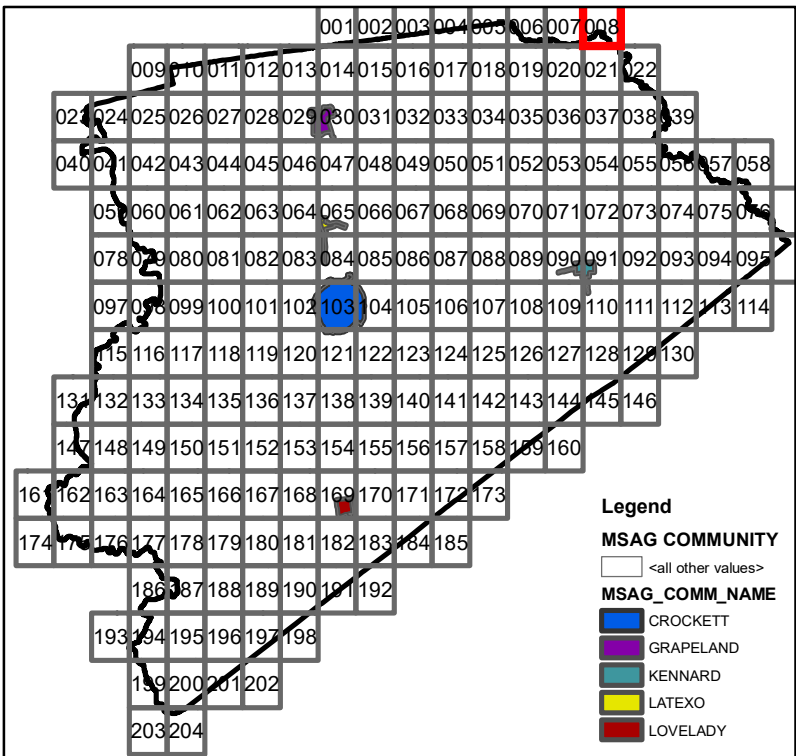 001 002 003 004 005 006 007 008
009 010 011 012 013 014 015 016 017 018 019 020 021 022
023 024 025 026 027 028 029 030 031 032 033 034 035 036 037 038 039
040 041 042 043 044 045 046 047 048 049 050 051 052 053 054 055 056 057 058
059 060 061 062 063 064 065 066 067 068 069 070 071 072 073 074 075 076
078 079 080 081 082 083 084 085 086 087 088 089 090 091 092 093 094 095
097 098 099 100 101 102 103 104 105 106 107 108 109 110 111 112 113 114
115 116 117 118 119 120 121 122 123 124 125 126 127 128 129 130
131 132 133 134 135 136 137 138 139 140 141 142 143 144 145 146
147 148 149 150 151 152 153 154 155 156 157 158 159 160
161 162 163 164 165 166 167 168 169 170 171 172 173
174 175 176 177 178 179 180 181 182 183 184 185
186 187 188 189 190 191 192
193 194 195 196 197 198
199 200 201 202
203 204
Legend
MSAG COMMUNITY
<all other values>
MSAG_COMM_NAME
CROCKETT
GRAPELAND
KENNARD
LATEXO
LOVELADY